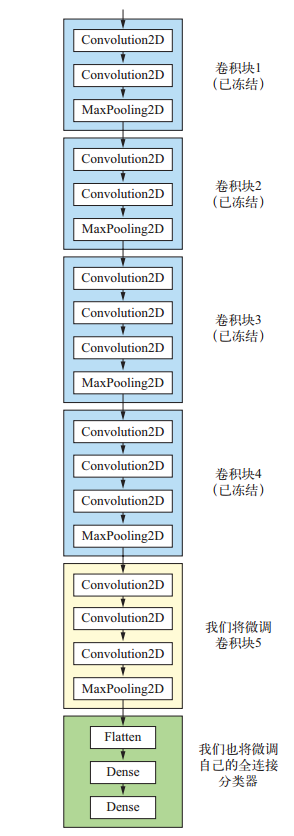 Convolution2D
Convolution2D
MaxPooling2D
卷积块1
（已冻结）
Convolution2D
Convolution2D
MaxPooling2D
卷积块2
（已冻结）
Convolution2D
Convolution2D
Convolution2D
MaxPooling2D
卷积块3
（已冻结）
Convolution2D
Convolution2D
Convolution2D
MaxPooling2D
卷积块4
（已冻结）
Convolution2D
Convolution2D
Convolution2D
MaxPooling2D
我们将微调
卷积块5
Flatten
Dense
Dense
我们也将微调
自己的全连接
分类器